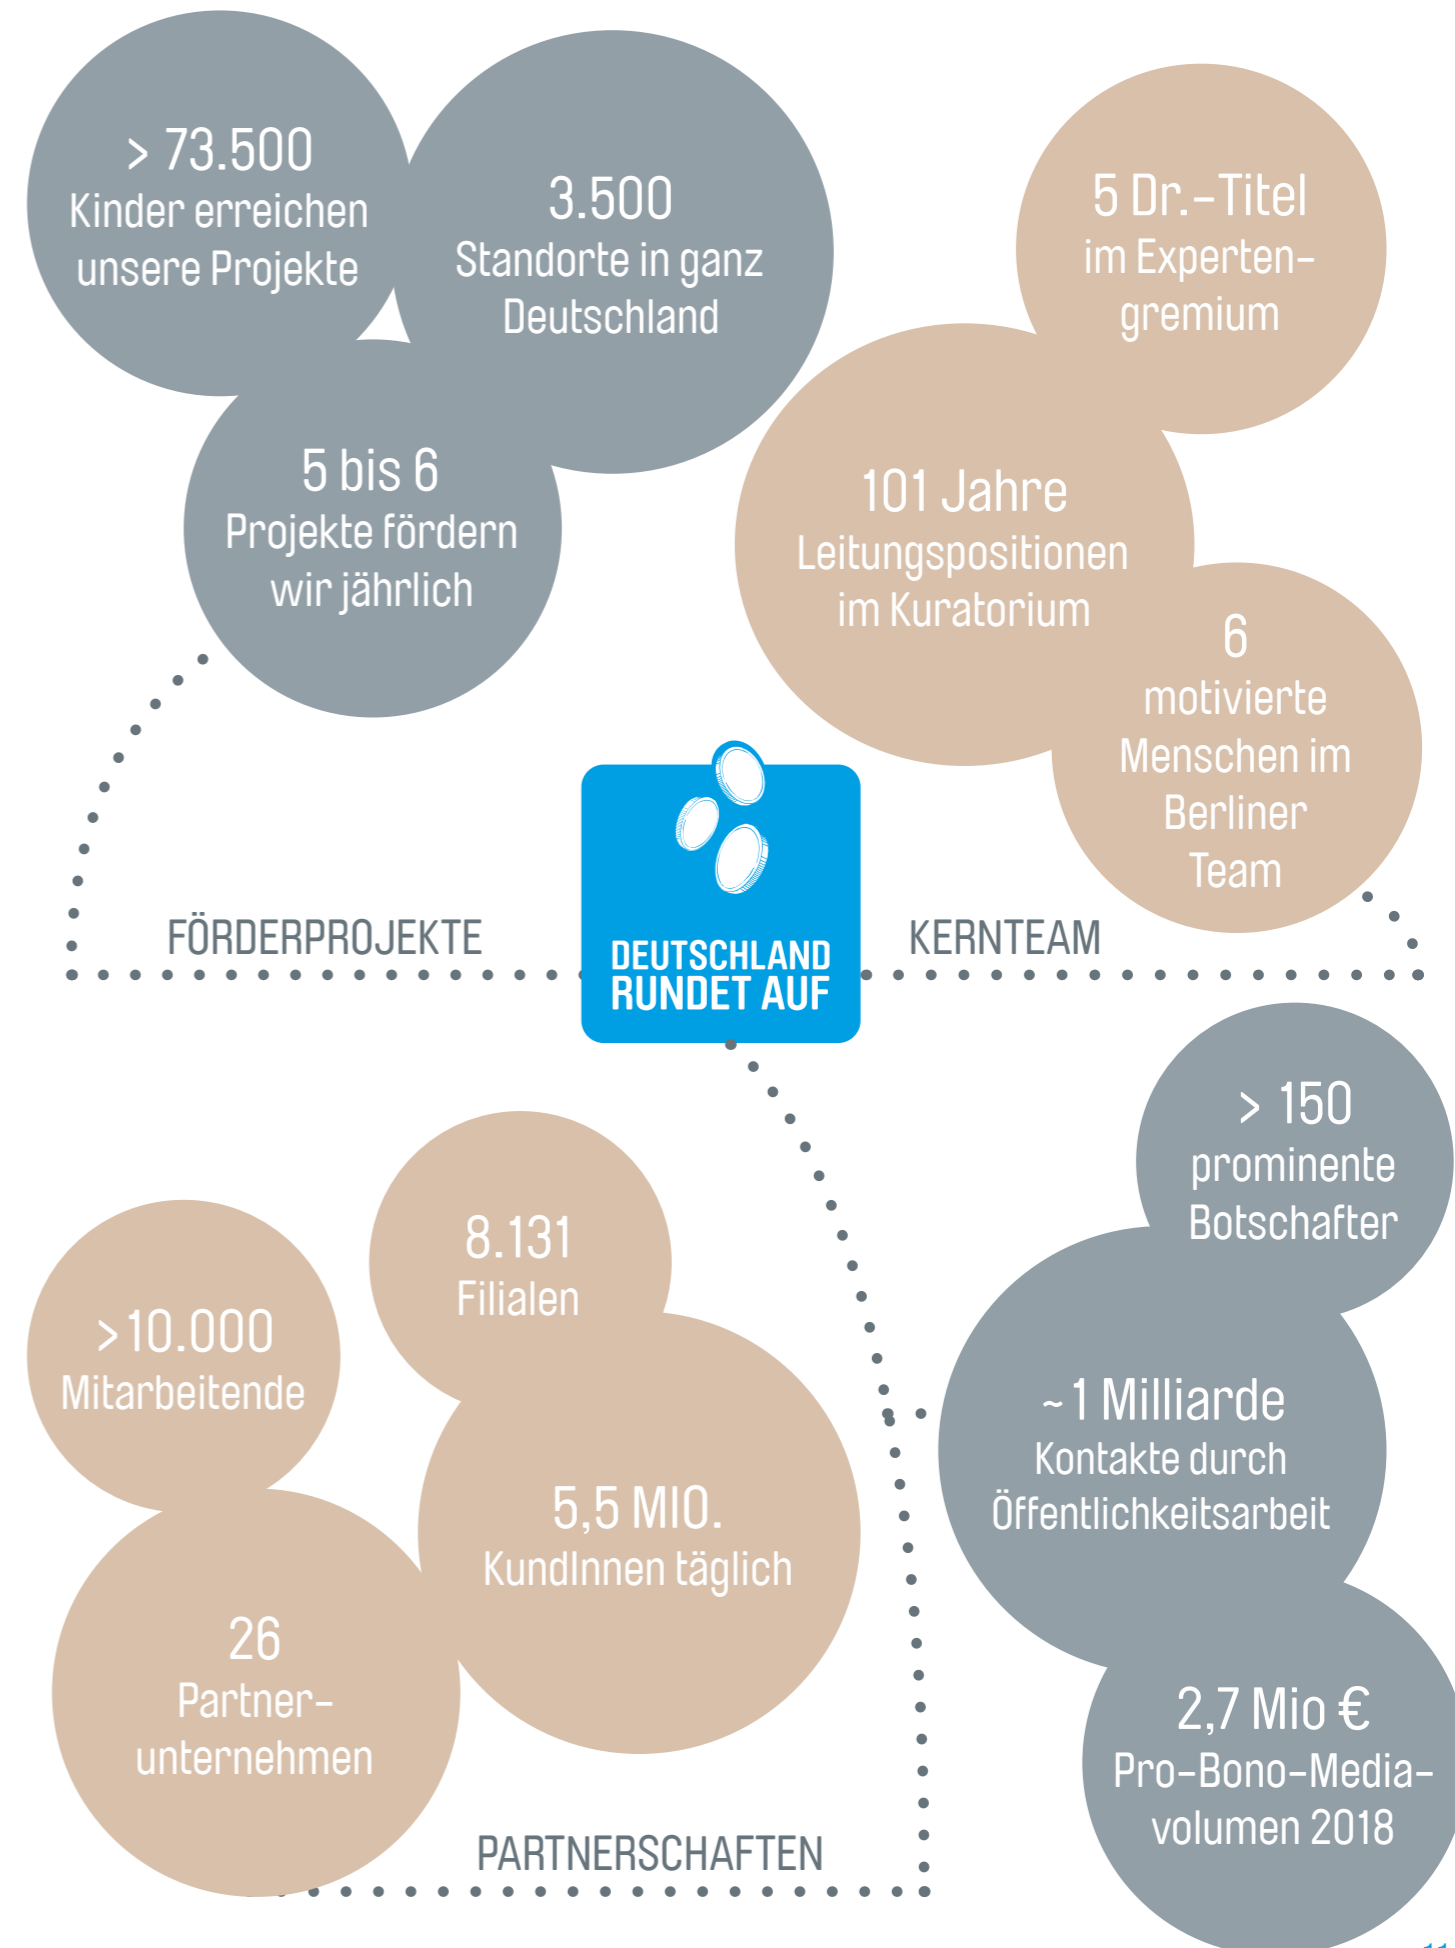 > 73.500
Kinder erreichen
unsere Projekte
3.500
Standorte in ganz
Deutschland
5 bis 6
Projekte fördern
wir jährlich
5 Dr.-Titel
im Experten-
gremium
101 Jahre
Leitungspositionen
im Kuratorium
6
motivierte
Menschen im
Berliner
Team
FÖRDERPROJEKTE
DEUTSCHLAND
RUNDET AUF
KERNTEAM
> 150
prominente
Botschafter
~1 Milliarde
Kontakte durch
Öffentlichkeitsarbeit
2,7 Mio €
Pro-Bono-Media-
volumen 2018
8.131
Filialen
>10.000
Mitarbeitende
5,5 MIO.
KundInnen täglich
26
Partner-
unternehmen
PARTNERSCHAFTEN